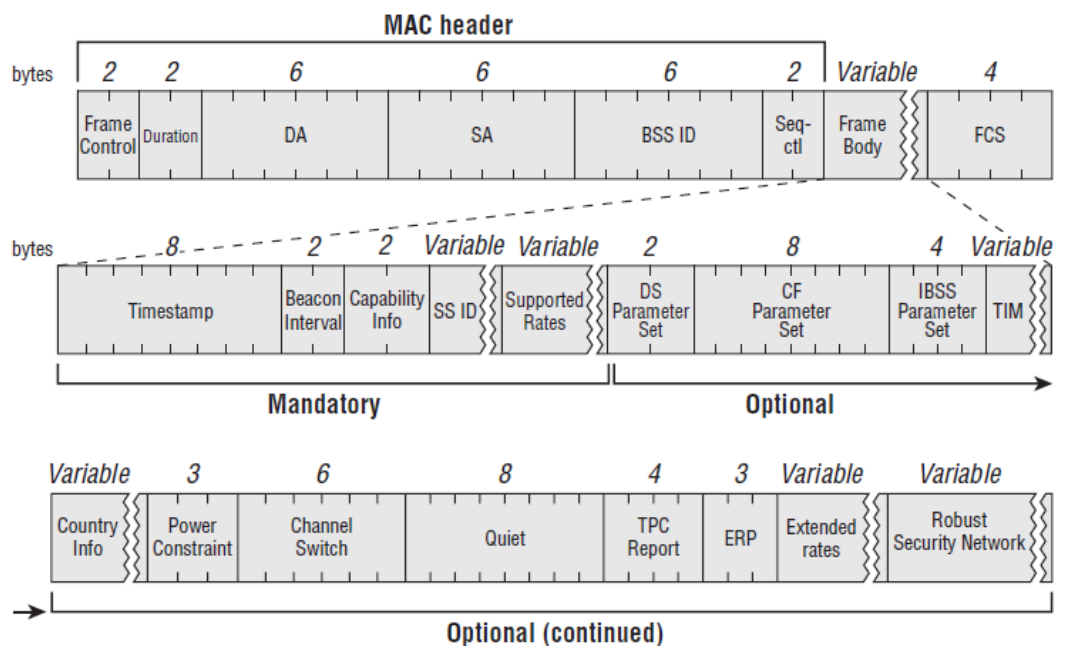 MAC header
bytes 2 2 6 6 6 2 Variable 4
Frame Control Duration DA SA BSS ID Seq-ctl Frame Body FCS
bytes 8 2 2 Variable Variable 2 8 4 Variable
Timestamp Beacon Interval Capability Info SS ID Supported Rates DS Parameter Set CF Parameter Set IBSS Parameter Set TIM
Mandatory Optional
Variable 3 6 8 4 3 Variable Variable
Country Info Power Constraint Channel Switch Quiet TPC Report ERP Extended rates Robust Security Network
Optional (continued)